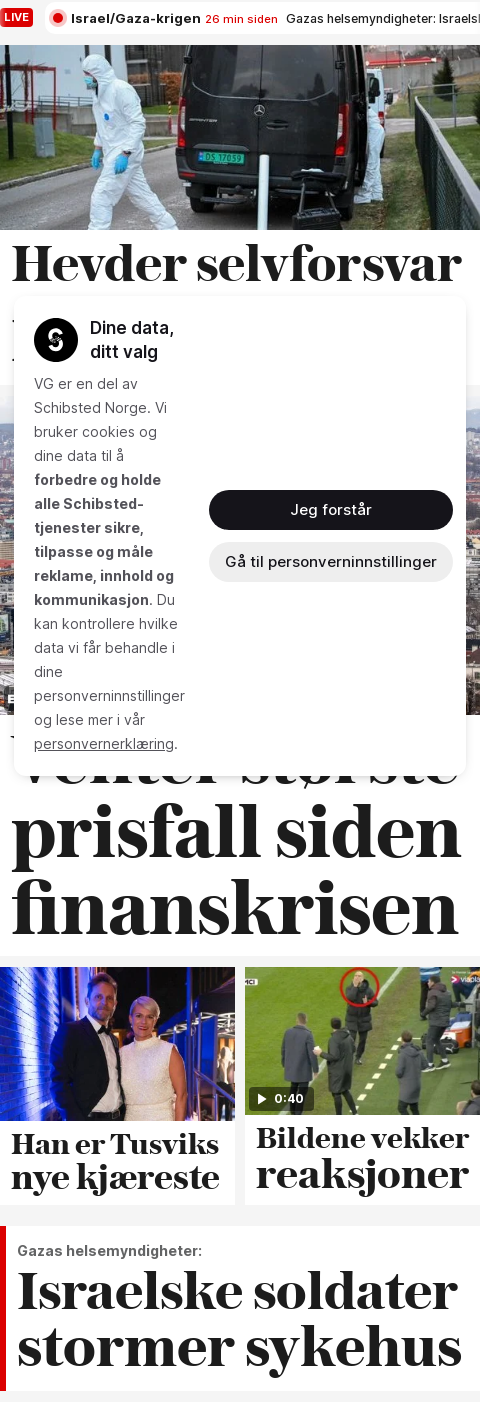 LIVE
Israel/Gaza-krigen 26 min siden Gazas helsemyndigheter:
SPRINTER
DS 17059
Hevder selvforsvar
Dine data,
ditt valg
VG er en del av
Schibsted Norge. Vi
bruker cookies og
dine data til å
forbedre og holde
alle Schibsted-
tjenester sikre,
tilpasse og måle
reklame, innhold og
kommunikasjon. Du
kan kontrollere hvilke
data vi får behandle i
dine
personverninnstillinger
og lese mer i vår
personvernerklæring.
Jeg forstår
Gå til personverninnstillinger
Venter største
prisfall siden
finanskrisen
viaplay
0:40
Han er Tusviks
nye kjæreste
Bildene vekker
reaksjoner
Gazas helsemyndigheter:
Israelske soldater
stormer sykehus